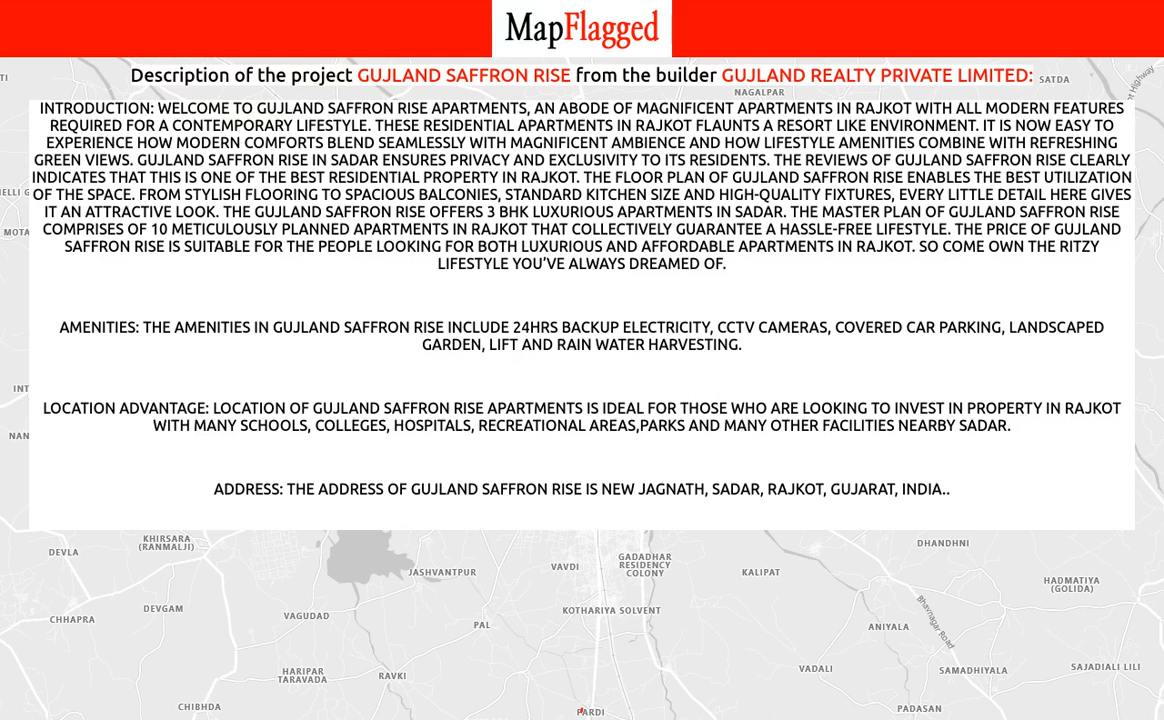 MapFlagged
Description of the project GUJLAND SAFFRON RISE from the builder GUJLAND REALTY PRIVATE LIMITED:
SATDA
NAGALPAR
INTRODUCTION: WELCOME TO GUJLAND SAFFRON RISE APARTMENTS, AN ABODE OF MAGNIFICENT APARTMENTS IN RAJKOT WITH ALL MODERN FEATURES
REQUIRED FOR A CONTEMPORARY LIFESTYLE. THESE RESIDENTIAL APARTMENTS IN RAJKOT FLAUNTS A RESORT LIKE ENVIRONMENT. IT IS NOW EASY TO
EXPERIENCE HOW MODERN COMFORTS BLEND SEAMLESSLY WITH MAGNIFICENT AMBIENCE AND HOW LIFESTYLE AMENITIES COMBINE WITH REFRESHING
GREEN VIEWS. GUJLAND SAFFRON RISE IN SADAR ENSURES PRIVACY AND EXCLUSIVITY TO ITS RESIDENTS. THE REVIEWS OF GUJLAND SAFFRON RISE CLEARLY
INDICATES THAT THIS IS ONE OF THE BEST RESIDENTIAL PROPERTY IN RAJKOT. THE FLOOR PLAN OF GUJLAND SAFFRON RISE ENABLES THE BEST UTILIZATION
OF THE SPACE. FROM STYLISH FLOORING TO SPACIOUS BALCONIES, STANDARD KITCHEN SIZE AND HIGH-QUALITY FIXTURES, EVERY LITTLE DETAIL HERE GIVES
IT AN ATTRACTIVE LOOK. THE GUJLAND SAFFRON RISE OFFERS 3 BHK LUXURIOUS APARTMENTS IN SADAR. THE MASTER PLAN OF GUJLAND SAFFRON RISE
COMPRISES OF 10 METICULOUSLY PLANNED APARTMENTS IN RAJKOT THAT COLLECTIVELY GUARANTEE A HASSLE-FREE LIFESTYLE. THE PRICE OF GUJLAND
SAFFRON RISE IS SUITABLE FOR THE PEOPLE LOOKING FOR BOTH LUXURIOUS AND AFFORDABLE APARTMENTS IN RAJKOT. SO COME OWN THE RITZY
LIFESTYLE YOU’VE ALWAYS DREAMED OF.
AMENITIES: THE AMENITIES IN GUJLAND SAFFRON RISE INCLUDE 24HRS BACKUP ELECTRICITY, CCTV CAMERAS, COVERED CAR PARKING, LANDSCAPED
GARDEN, LIFT AND RAIN WATER HARVESTING.
LOCATION ADVANTAGE: LOCATION OF GUJLAND SAFFRON RISE APARTMENTS IS IDEAL FOR THOSE WHO ARE LOOKING TO INVEST IN PROPERTY IN RAJKOT
WITH MANY SCHOOLS, COLLEGES, HOSPITALS, RECREATIONAL AREAS,PARKS AND MANY OTHER FACILITIES NEARBY SADAR.
ADDRESS: THE ADDRESS OF GUJLAND SAFFRON RISE IS NEW JAGNATH, SADAR, RAJKOT, GUJARAT, INDIA..
KHIRSARA
(RANMALJI)
DEVLA
DHANDHNI
GADADHAR
RESIDENCY
COLONY
JASHVANTPUR
VAVDI
KALIPAT
HADMATIYA
(GOLIDA)
DEVGAM
VAGUDAD
CHHAPRA
KOTHARIYA SOLVENT
PAL
ANIYALA
Bhavnagar Road
HARIPAR
TARAVADA
RAVKI
VADALI
SAMADHIYALA
SAJADIALI LILI
CHIBHDA
PARDI
PADASAN